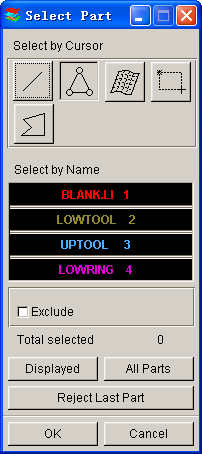 Select Part
Select by Cursor
Select by Name
BLANK.LI 1
LOWTOOL 2
UPTOOL 3
LOWRING 4
Exclude
Total selected 0
Displayed All Parts
Reject Last Part
OK Cancel